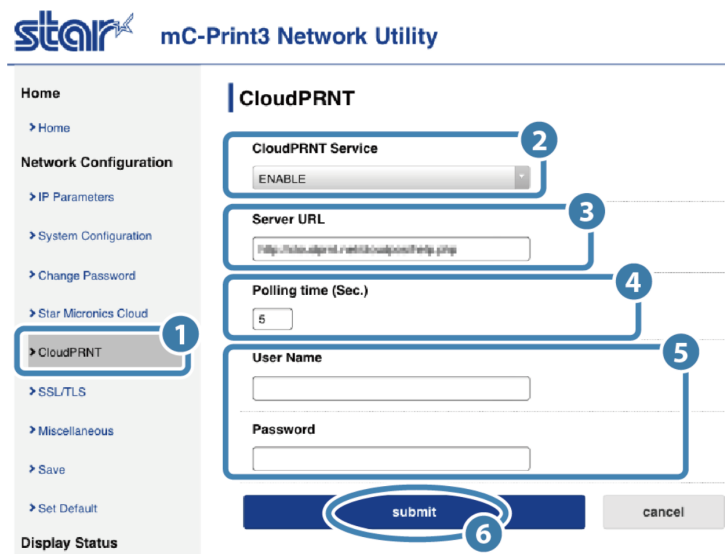 star mC-Print3 Network Utility
Home
> Home
Network Configuration
> IP Parameters
> System Configuration
> Change Password
> Star Micronics Cloud
1
> CloudPRNT
> SSL/TLS
> Miscellaneous
> Save
> Set Default
Display Status
CloudPRNT
2
CloudPRNT Service
ENABLE
3
Server URL
4
Polling time (Sec.)
5
5
User Name
Password
submit
6
cancel